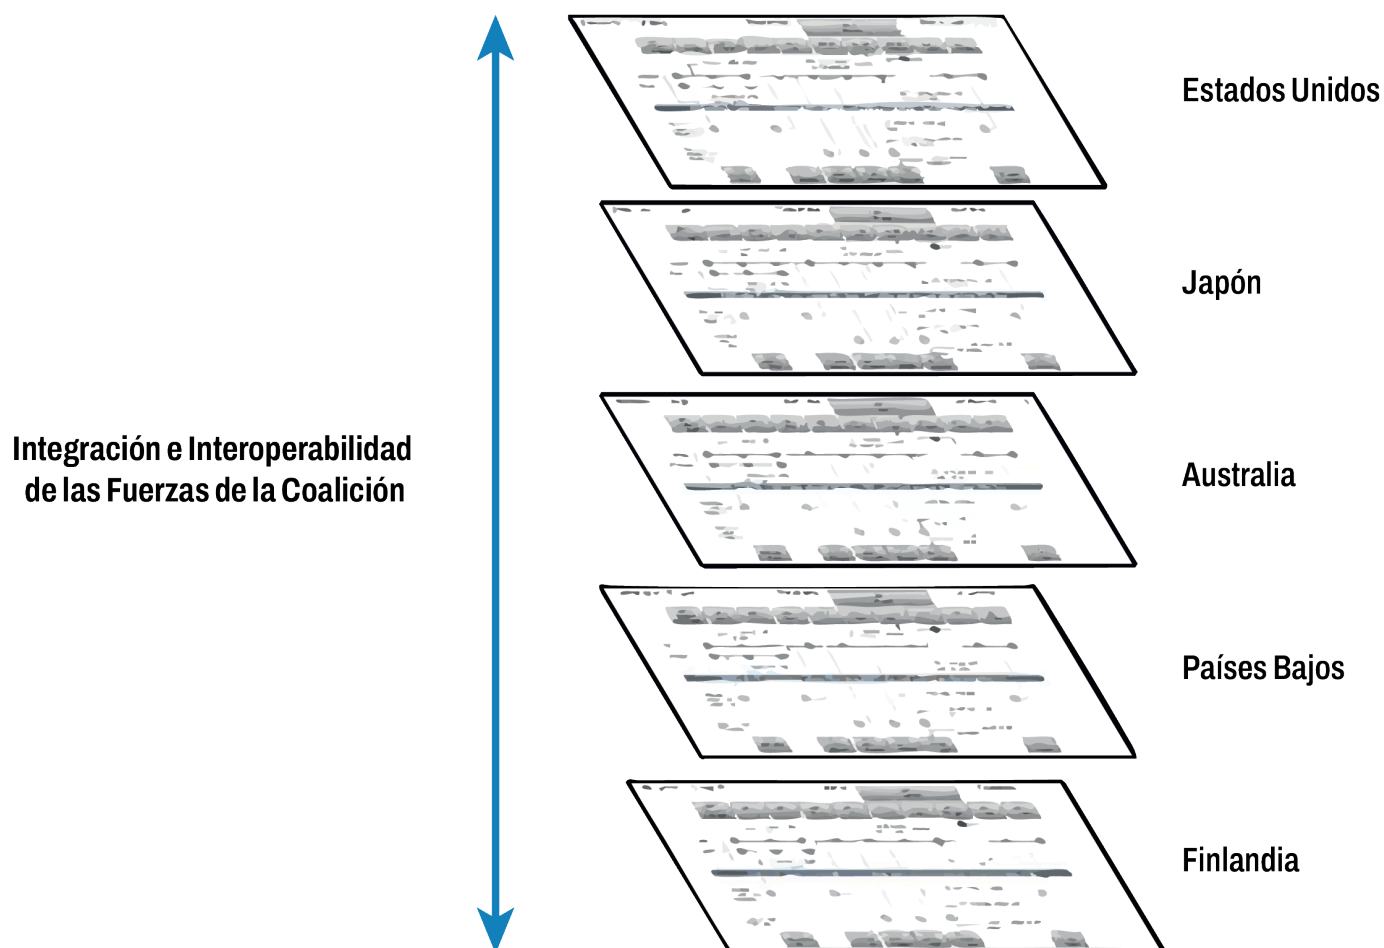 Estados Unidos
Japón
Integración e Interoperabilidad
de las Fuerzas de la Coalición
Australia
Países Bajos
Finlandia